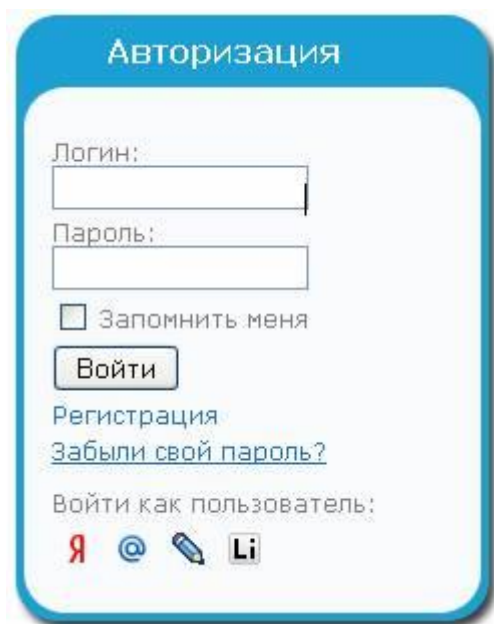 Авторизация
Логин:
Пароль:
Запомнить меня
Войти
Регистрация
Забыли свой пароль?
Войти как пользователь:
Я @ Li